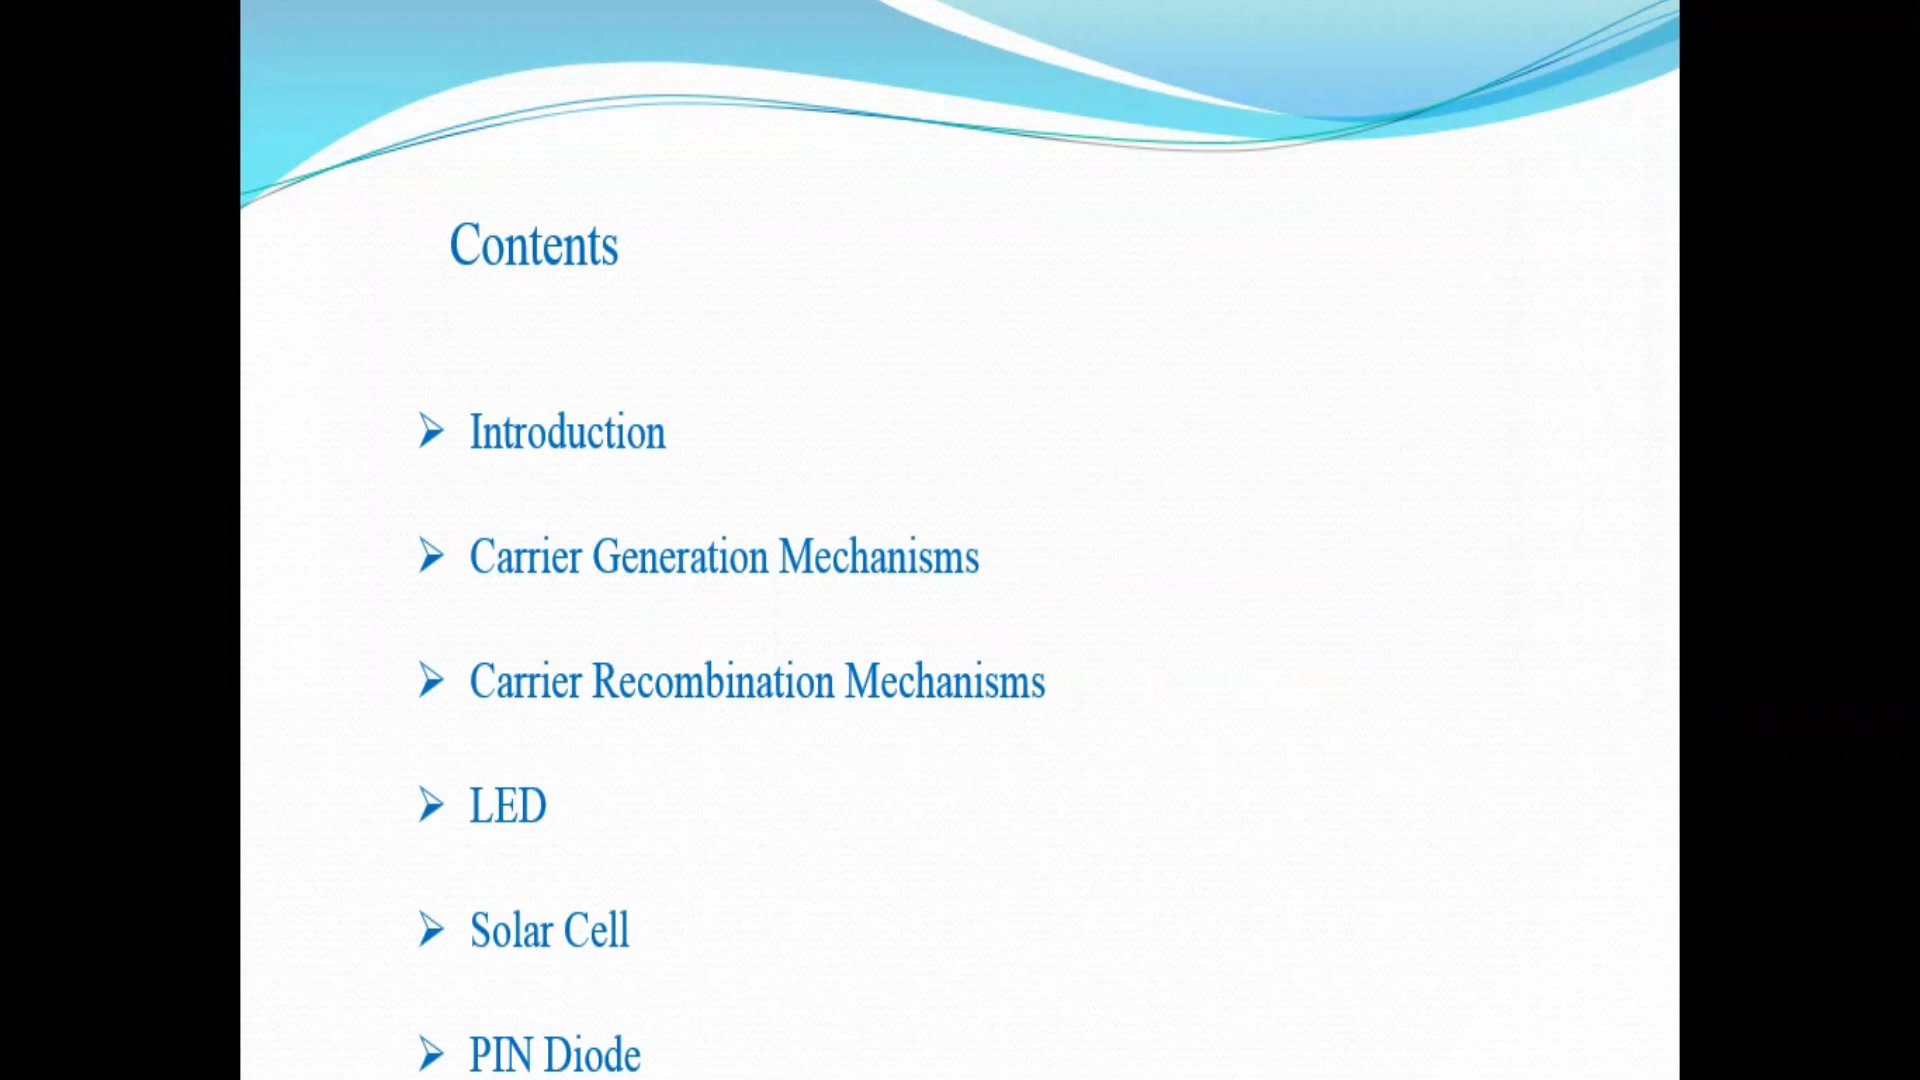 Contents
Introduction
Carrier Generation Mechanisms
Carrier Recombination Mechanisms
LED
Solar Cell
PIN Diode